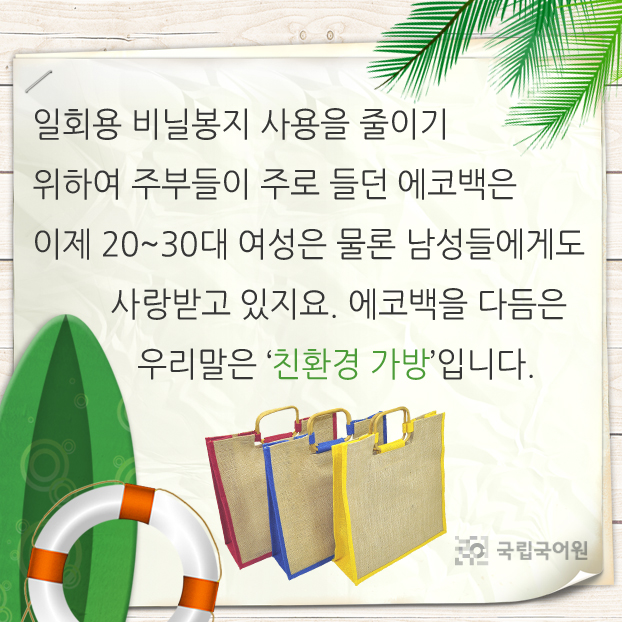 일회용 비닐봉지 사용을 줄이기
위하여 주부들이 주로 들던 에코백은
이제 20~30대 여성은 물론 남성들에게도
사랑받고 있지요. 에코백을 다듬은
우리말은 ‘친환경 가방’입니다.
국립국어원